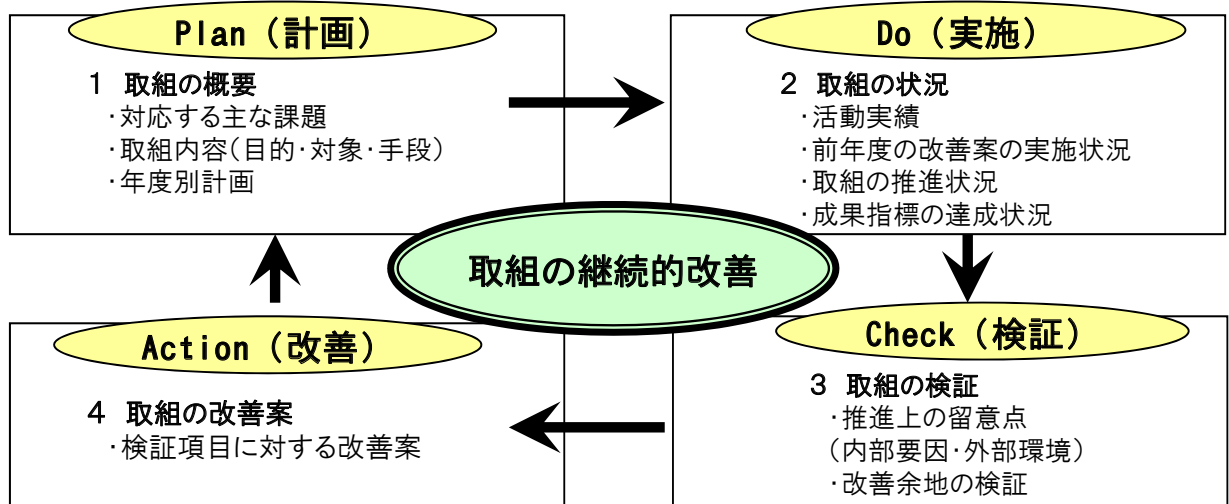 Plan（計画）
1 取組の概要
・対応する主な課題
・取組内容（目的・対象・手段）
・年度別計画
Do（実施）
2 取組の状況
・活動実績
・前年度の改善案の実施状況
・取組の推進状況
・成果指標の達成状況
取組の継続的改善
Check（検証）
3 取組の検証
・推進上の留意点
（内部要因・外部環境）
・改善余地の検証
Action（改善）
4 取組の改善案
・検証項目に対する改善案